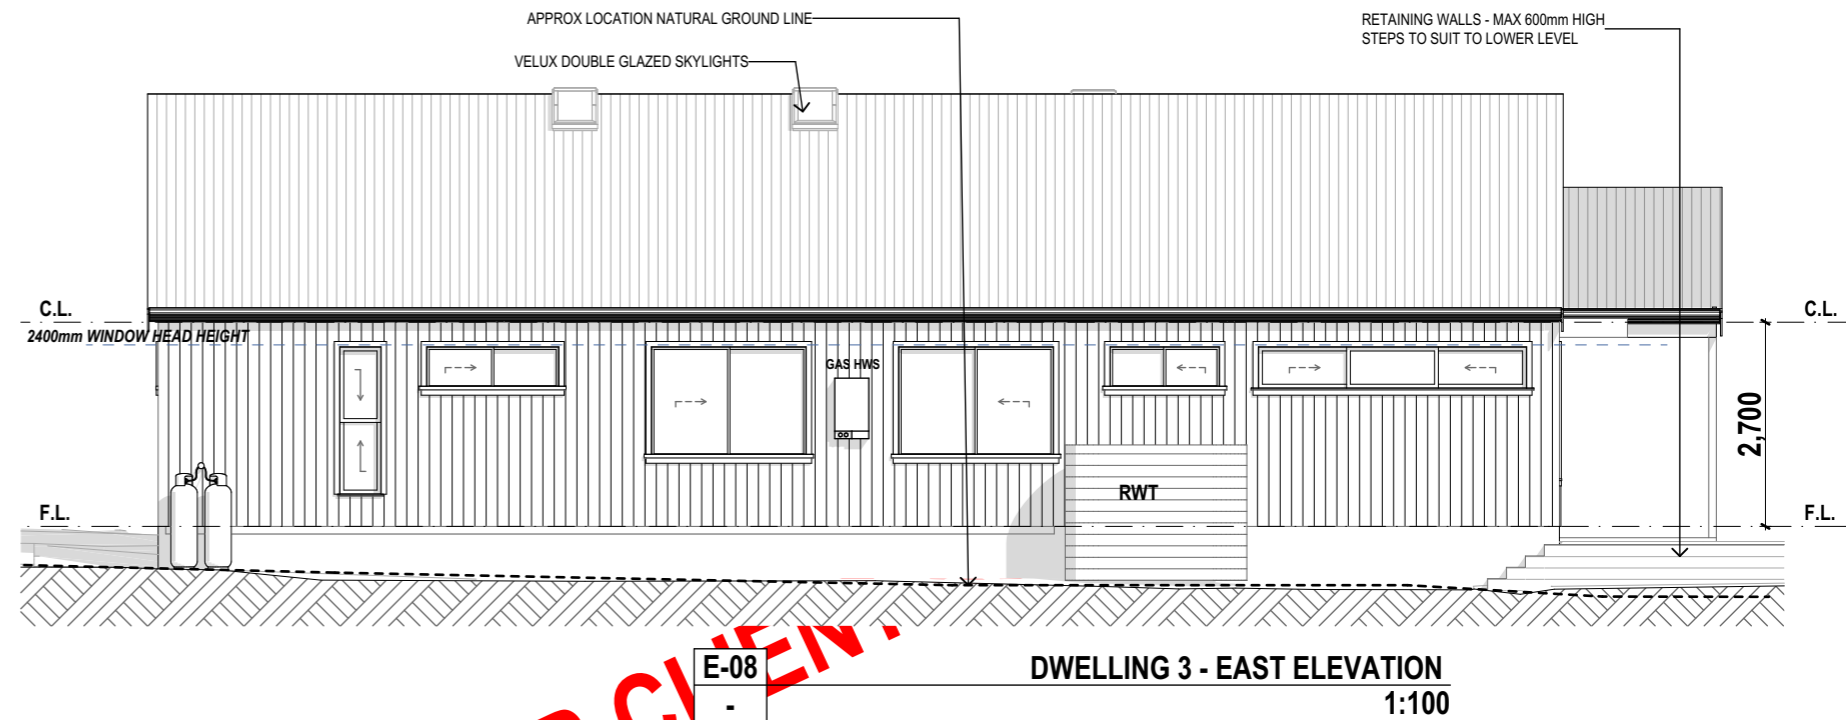 APPROX LOCATION NATURAL GROUND LINE
RETAINING WALLS - MAX 600mm HIGH
STEPS TO SUIT TO LOWER LEVEL
VELUX DOUBLE GLAZED SKYLIGHTS
C.L.
C.L.
2400mm WINDOW HEAD HEIGHT
GAS HWS
2,700
RWT
F.L.
F.L.
E-08
DWELLING 3 - EAST ELEVATION
-
1:100
CLIENT